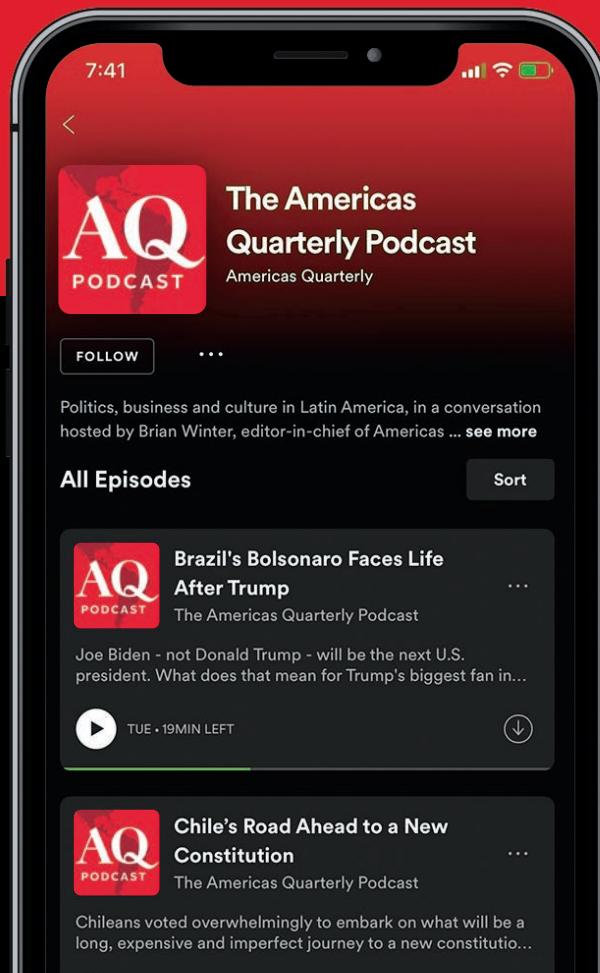 7:41
AQ
PODCAST
The Americas
Quarterly Podcast
Americas Quarterly
FOLLOW
Politics, business and culture in Latin America, in a conversation
hosted by Brian Winter, editor-in-chief of Americas ... see more
All Episodes
Sort
AQ
PODCAST
Brazil's Bolsonaro Faces Life
After Trump
The Americas Quarterly Podcast
Joe Biden - not Donald Trump - will be the next U.S.
president. What does that mean for Trump's biggest fan in...
TUE • 19MIN LEFT
AQ
PODCAST
Chile’s Road Ahead to a New
Constitution
The Americas Quarterly Podcast
Chileans voted overwhelmingly to embark on what will be a
long, expensive and imperfect journey to a new constitutio...